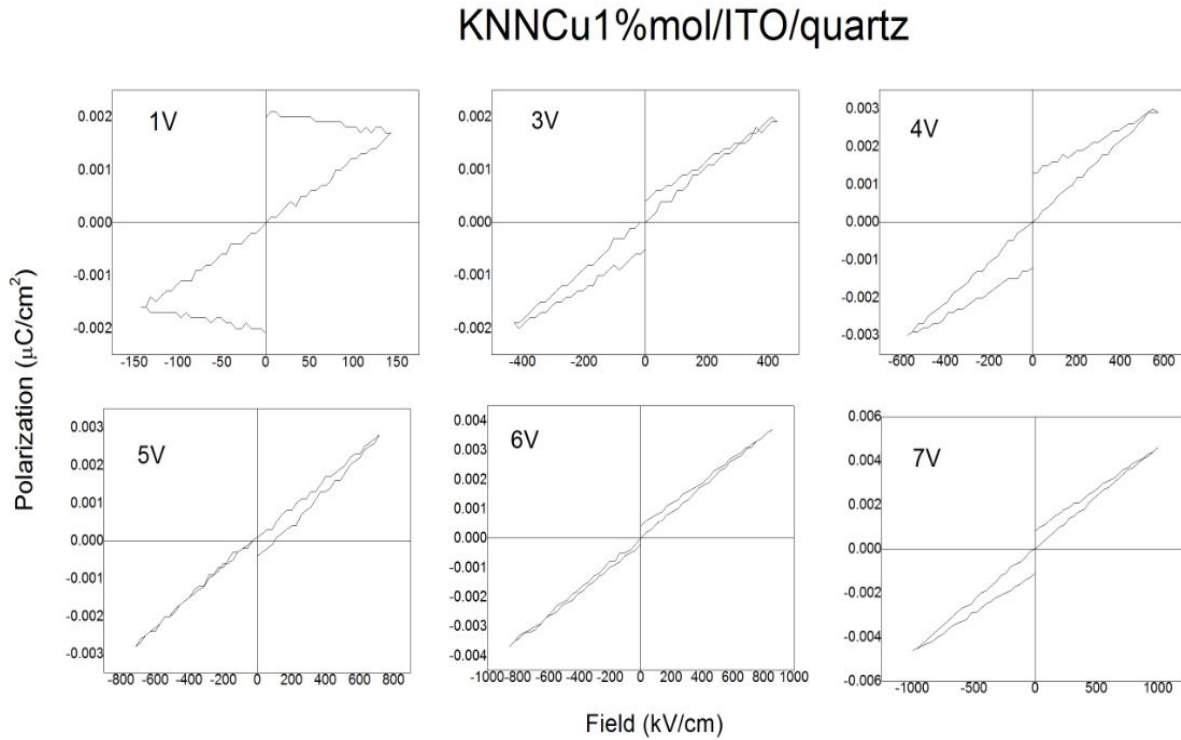 KNNCu1%mol/ITO/quartz
Polarization (μC/cm²)
1V
0.002
0.001
0.000
-0.001
-0.002
-150 -100 -50 0 50 100 150
3V
0.002
0.001
0.000
-0.001
-0.002
-400 -200 0 200 400
4V
0.003
0.002
0.001
0.000
-0.001
-0.002
-0.003
-600 -400 -200 0 200 400 600
5V
0.003
0.002
0.001
0.000
-0.001
-0.002
-0.003
-800 -600 -400 -200 0 200 400 600 800
6V
0.004
0.003
0.002
0.001
0.000
-0.001
-0.002
-0.003
-0.004
-1000 -800 -600 -400 -200 0 200 400 600 800 1000
7V
0.006
0.004
0.002
0.000
-0.002
-0.004
-0.006
-1000 -500 0 500 1000
Field (kV/cm)